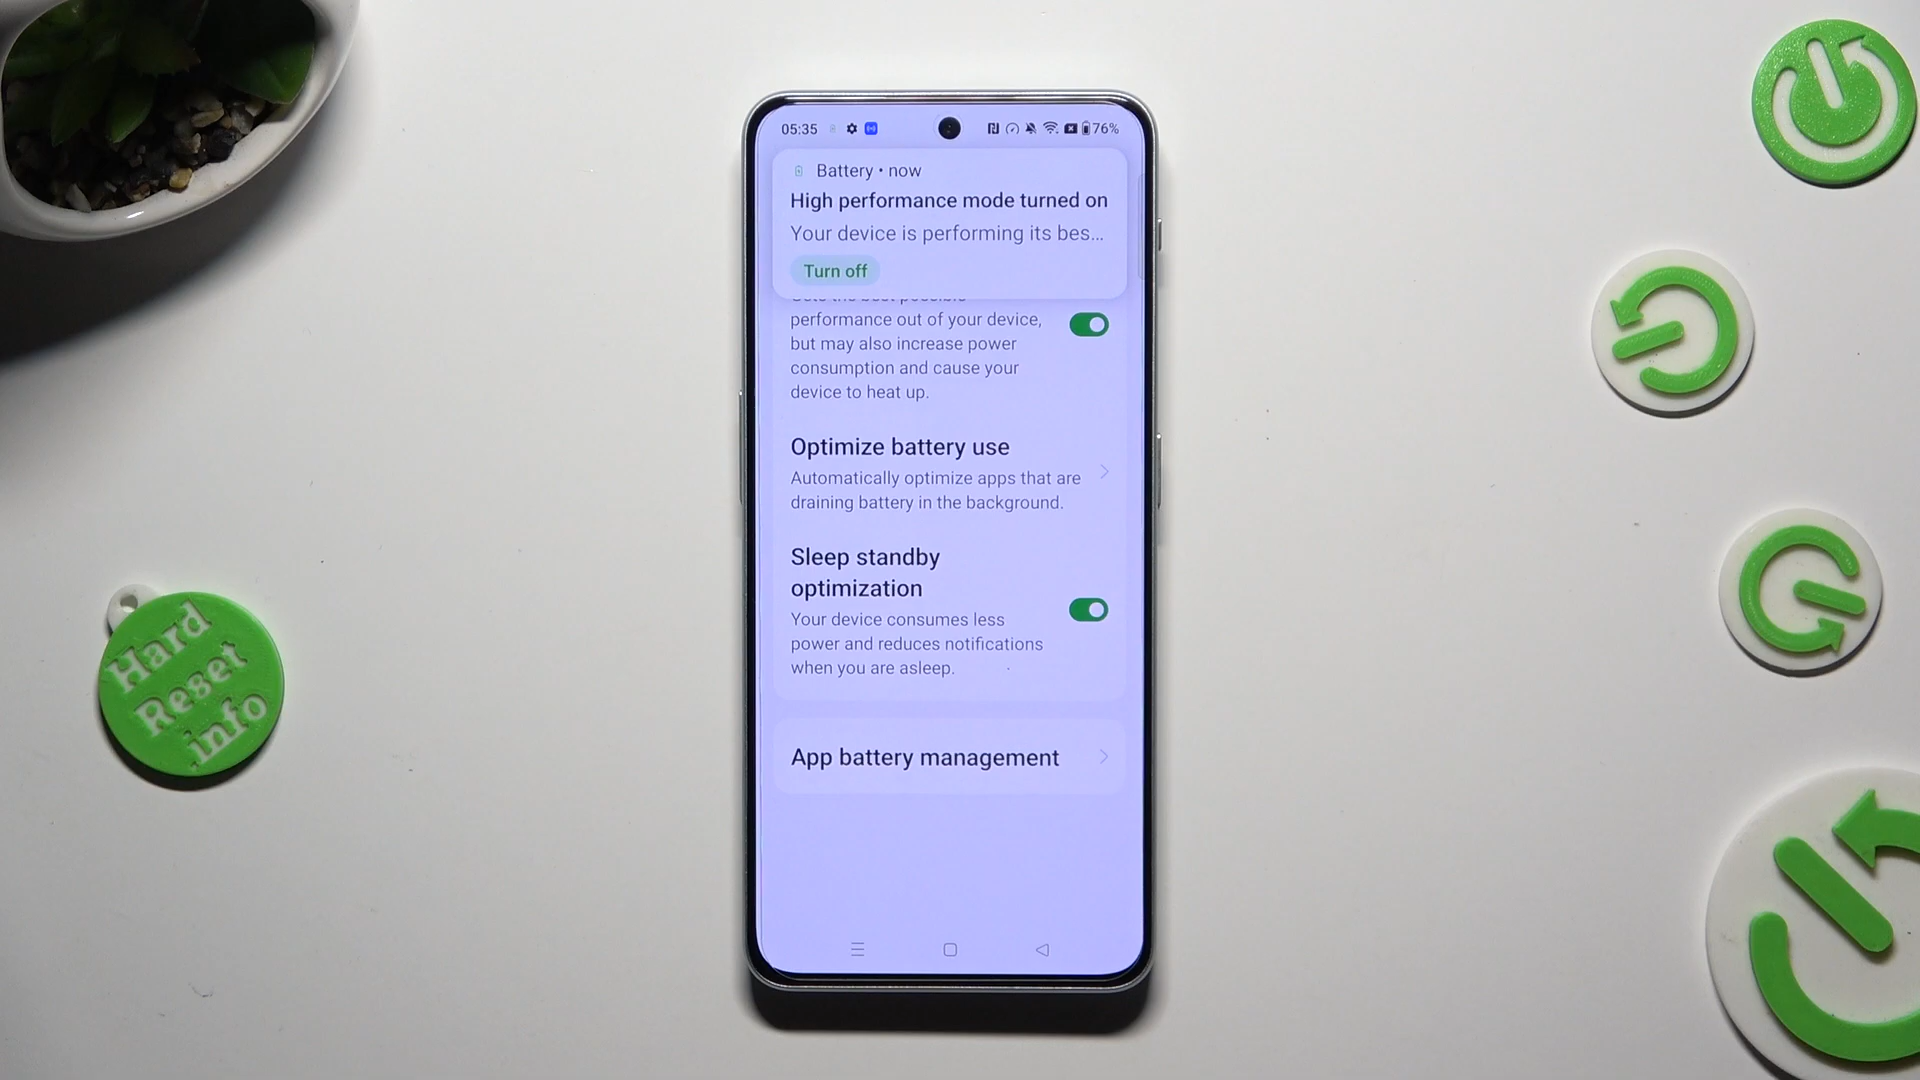 05:35
76%
Battery • now
High performance mode turned on
Your device is performing its bes...
Turn off
performance out of your device,
but may also increase power
consumption and cause your
device to heat up.
Optimize battery use
Automatically optimize apps that are
draining battery in the background.
Sleep standby
optimization
Your device consumes less
power and reduces notifications
when you are asleep.
App battery management
Hard
Reset
.info